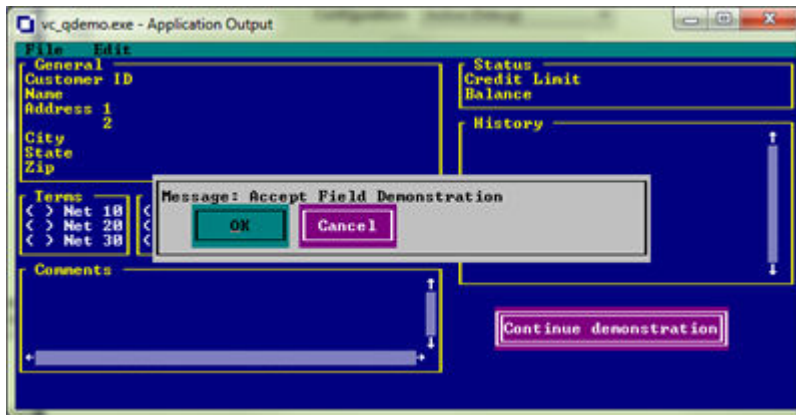 vc_qdemo.exe - Application Output
File Edit
General
Customer ID
Name
Address 1
2
City
State
Zip
Status
Credit Limit
Balance
History
Terms
< > Net 10
< > Net 20
< > Net 30
Message: Accept Field Demonstration
OK
Cancel
Comments
Continue demonstration